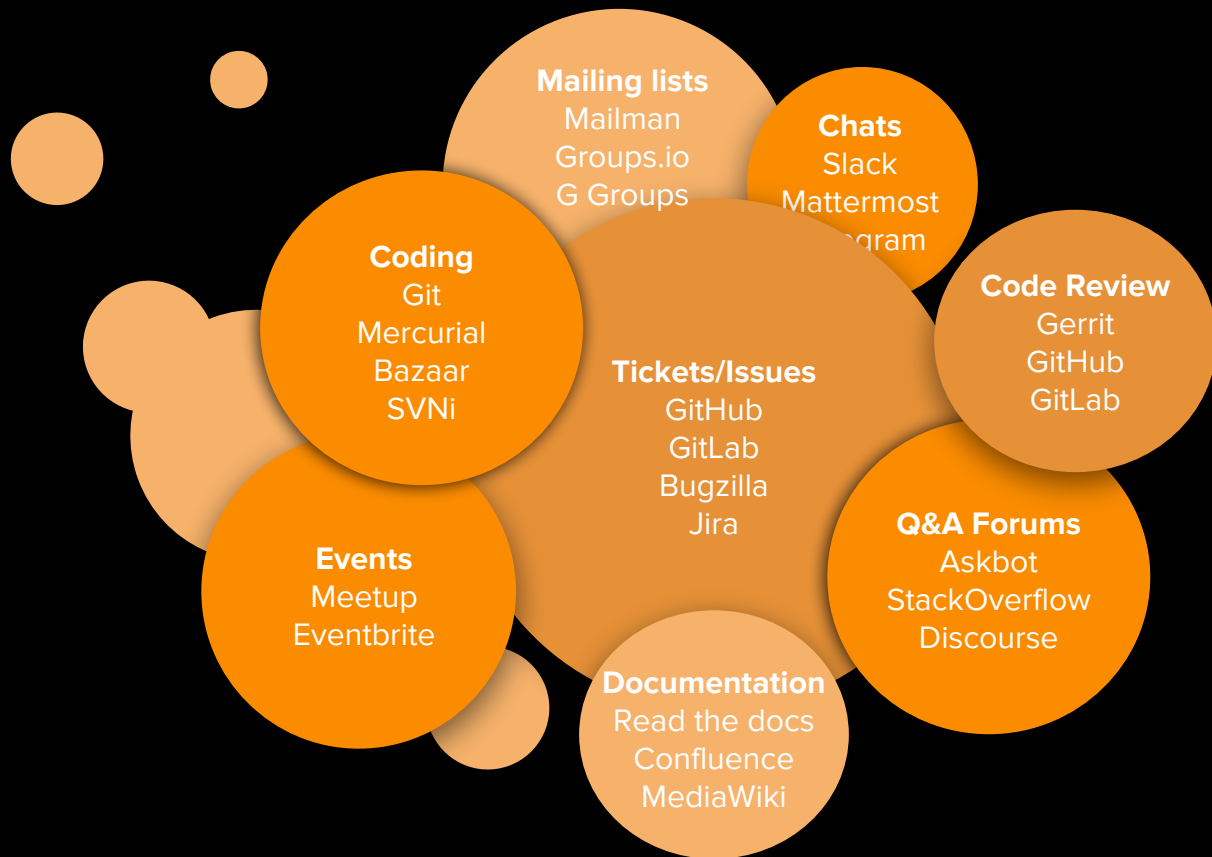 Mailing lists
Mailman
Groups.io
G Groups
Chats
Slack
Mattermost
Coding
Git
Mercurial
Bazaar
SVNi
Code Review
Gerrit
GitHub
GitLab
Tickets/Issues
GitHub
GitLab
Bugzilla
Jira
Q&A Forums
Askbot
StackOverflow
Discourse
Events
Meetup
Eventbrite
Documentation
Read the docs
Confluence
MediaWiki